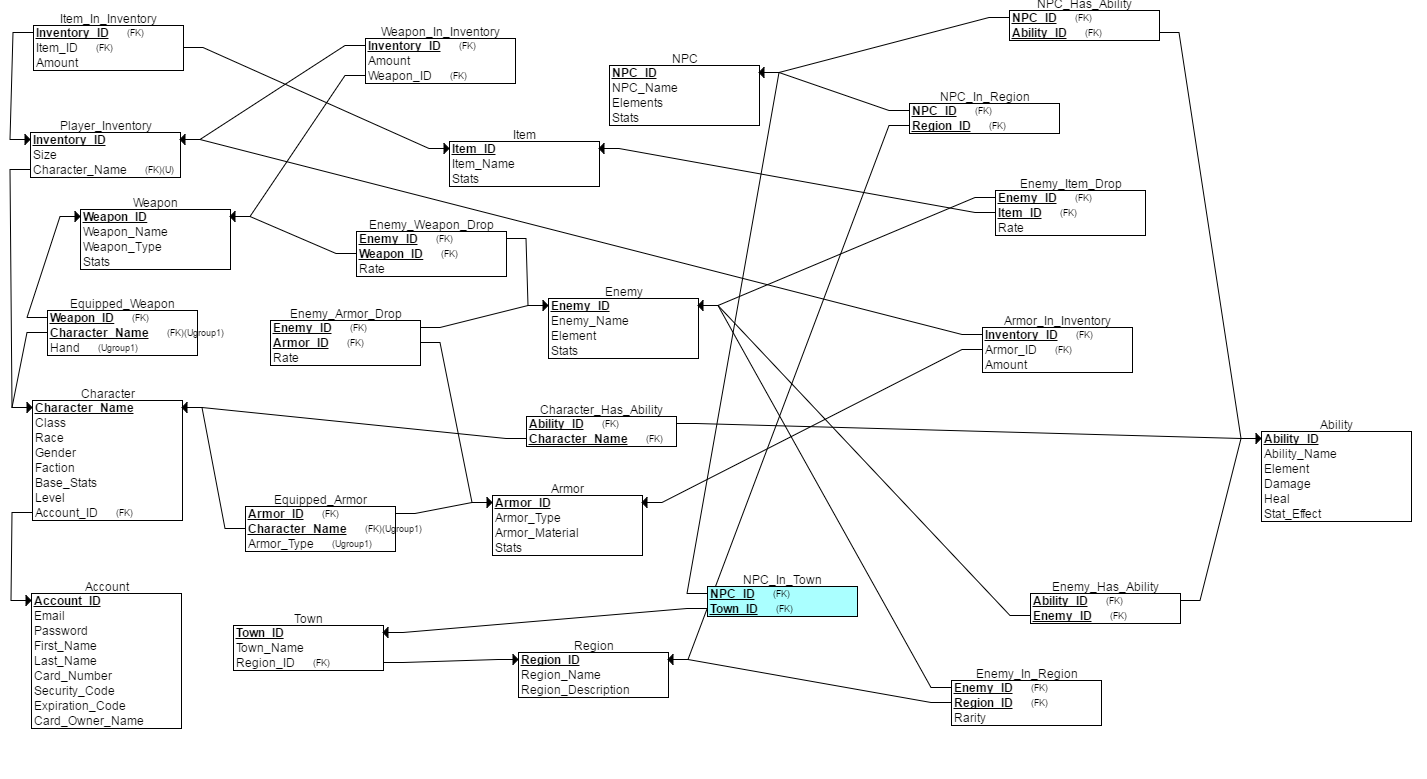 Item_In_Inventory
Inventory_ID (FK)
Item_ID (FK)
Amount
Weapon_In_Inventory
Inventory_ID (FK)
Amount
Weapon_ID (FK)
NPC
NPC_ID
NPC_Name
Elements
Stats
NPC_Has_Ability
NPC_ID (FK)
Ability_ID (FK)
NPC_In_Region
NPC_ID (FK)
Region_ID (FK)
Player_Inventory
Inventory_ID
Size
Character_Name (FK)(U)
Item
Item_ID
Item_Name
Stats
Enemy_Item_Drop
Enemy_ID (FK)
Item_ID (FK)
Rate
Weapon
Weapon_ID
Weapon_Name
Weapon_Type
Stats
Enemy_Weapon_Drop
Enemy_ID (FK)
Weapon_ID (FK)
Rate
Equipped_Weapon
Weapon_ID (FK)
Character_Name (FK)(Ugroup1)
Hand (Ugroup1)
Enemy_Armor_Drop
Enemy_ID (FK)
Armor_ID (FK)
Rate
Enemy
Enemy_ID
Enemy_Name
Element
Stats
Armor_In_Inventory
Inventory_ID (FK)
Armor_ID (FK)
Amount
Character
Character_Name
Class
Race
Gender
Faction
Base_Stats
Level
Account_ID (FK)
Character_Has_Ability
Ability_ID (FK)
Character_Name (FK)
Ability
Ability_ID
Ability_Name
Element
Damage
Heal
Stat_Effect
Equipped_Armor
Armor_ID (FK)
Character_Name (FK)(Ugroup1)
Armor_Type (Ugroup1)
Armor
Armor_ID
Armor_Type
Armor_Material
Stats
Account
Account_ID
Email
Password
First_Name
Last_Name
Card_Number
Security_Code
Expiration_Code
Card_Owner_Name
Town
Town_ID
Town_Name
Region_ID (FK)
NPC_In_Town
NPC_ID (FK)
Town_ID (FK)
Enemy_Has_Ability
Ability_ID (FK)
Enemy_ID (FK)
Region
Region_ID
Region_Name
Region_Description
Enemy_In_Region
Enemy_ID (FK)
Region_ID (FK)
Rarity